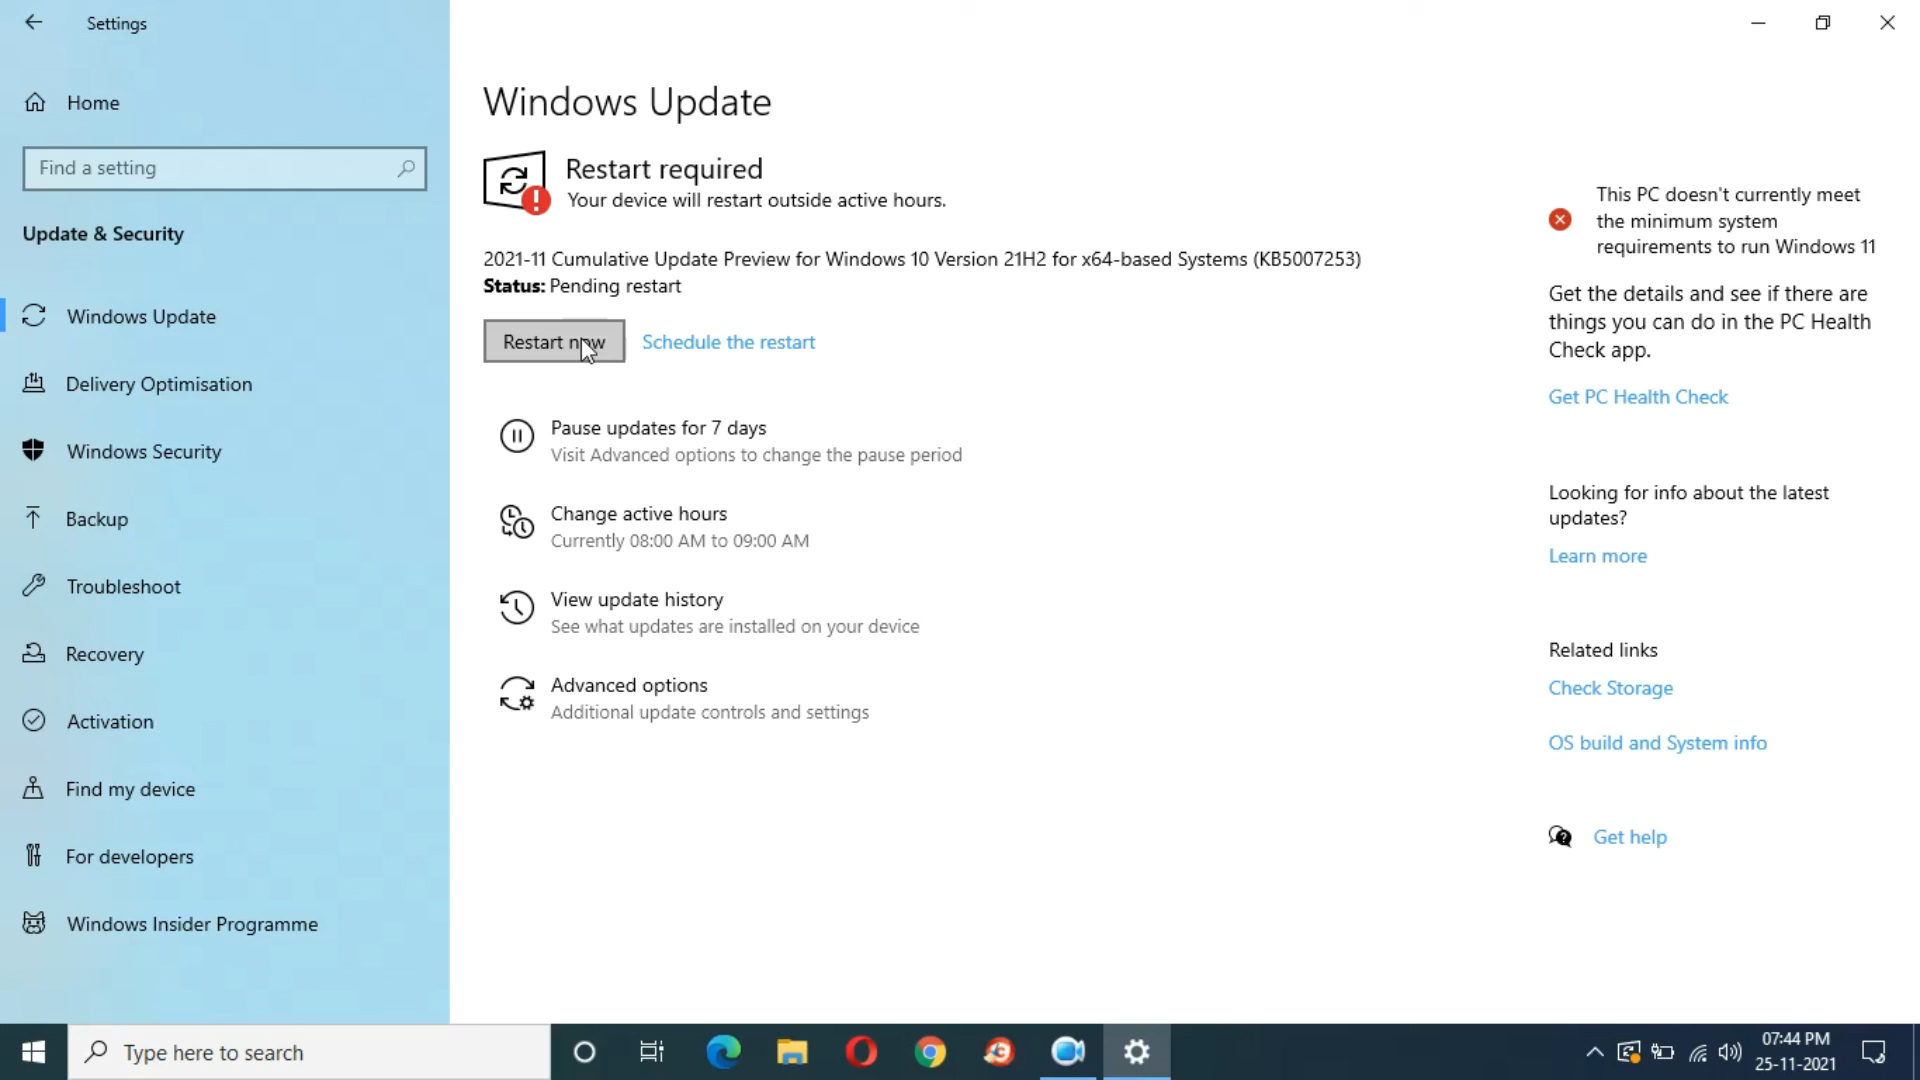 Settings
Home
Find a setting
Update & Security
Windows Update
Delivery Optimisation
Windows Security
Backup
Troubleshoot
Recovery
Activation
Find my device
For developers
Windows Insider Programme
Windows Update
Restart required
Your device will restart outside active hours.
2021-11 Cumulative Update Preview for Windows 10 Version 21H2 for x64-based Systems (KB5007253)
Status: Pending restart
Restart now
Schedule the restart
Pause updates for 7 days
Visit Advanced options to change the pause period
Change active hours
Currently 08:00 AM to 09:00 AM
View update history
See what updates are installed on your device
Advanced options
Additional update controls and settings
This PC doesn't currently meet
the minimum system
requirements to run Windows 11
Get the details and see if there are
things you can do in the PC Health
Check app.
Get PC Health Check
Looking for info about the latest
updates?
Learn more
Related links
Check Storage
OS build and System info
Get help
Type here to search
07:44 PM
25-11-2021